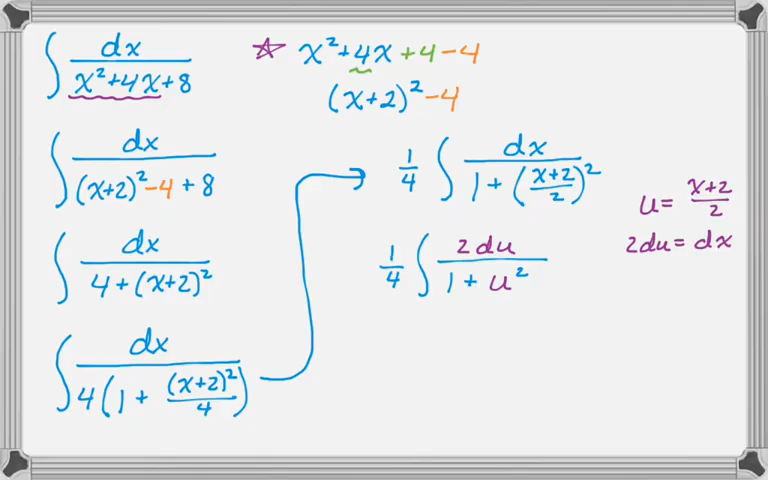 ∫ dx / (x² + 4x + 8)
☆ x² + 4x + 4 - 4
(x+2)² - 4
∫ dx / ((x+2)² - 4 + 8)
∫ dx / (4 + (x+2)²)
∫ dx / (4(1 + (x+2)²/4))
1/4 ∫ dx / (1 + ((x+2)/2)²)
1/4 ∫ 2du / (1 + u²)
u = (x+2)/2
2du = dx